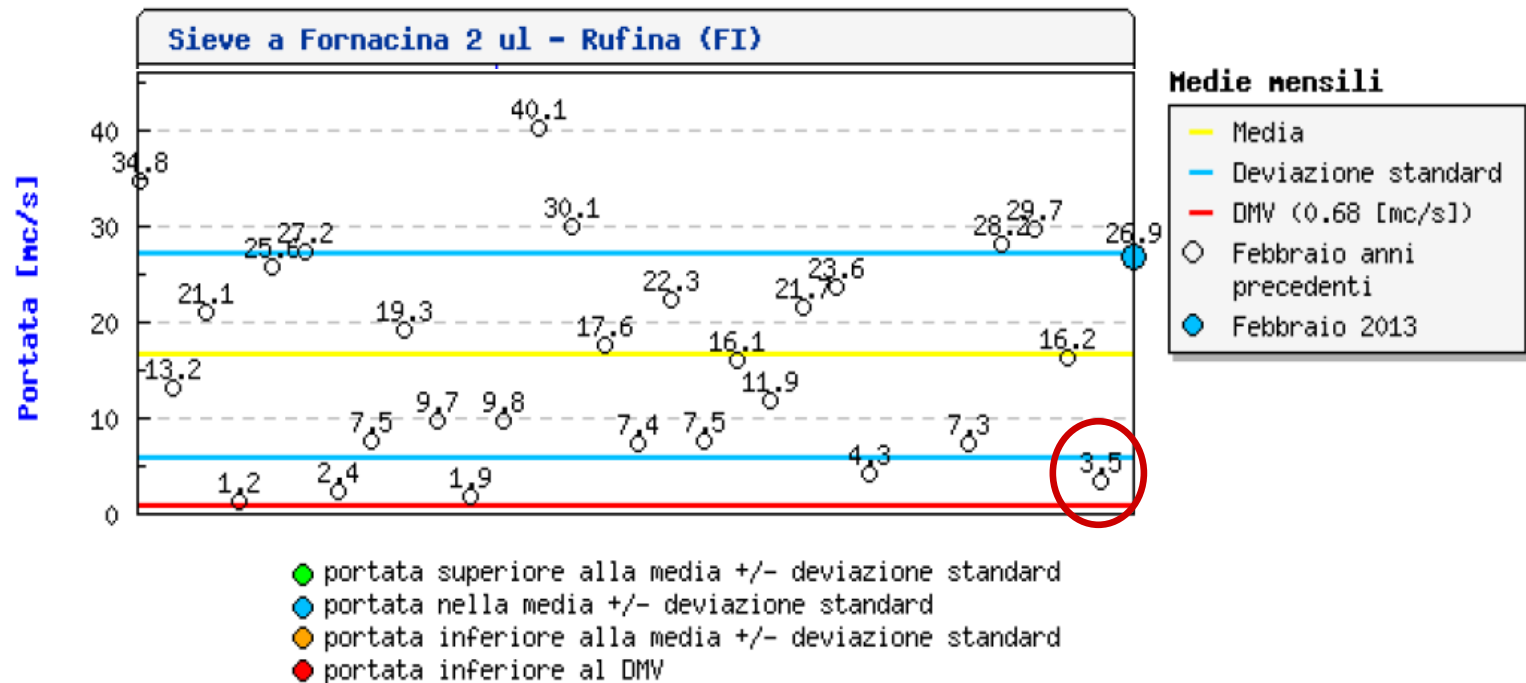 Sieve a Fornacina 2 ul - Rufina (FI)
Portata [mc/s]
40
30
20
10
0
34.8
13.2
21.1
1.2
25.6
27.2
2.4
7.5
19.3
9.7
1.9
9.8
40.1
30.1
17.6
7.4
22.3
7.5
16.1
11.9
21.7
23.6
4.3
7.3
28.2
29.7
16.2
3.5
26.9
Medie mensili
Media
Deviazione standard
DMV (0.68 [mc/s])
Febbraio anni
precedenti
Febbraio 2013
portata superiore alla media +/- deviazione standard
portata nella media +/- deviazione standard
portata inferiore alla media +/- deviazione standard
portata inferiore al DMV